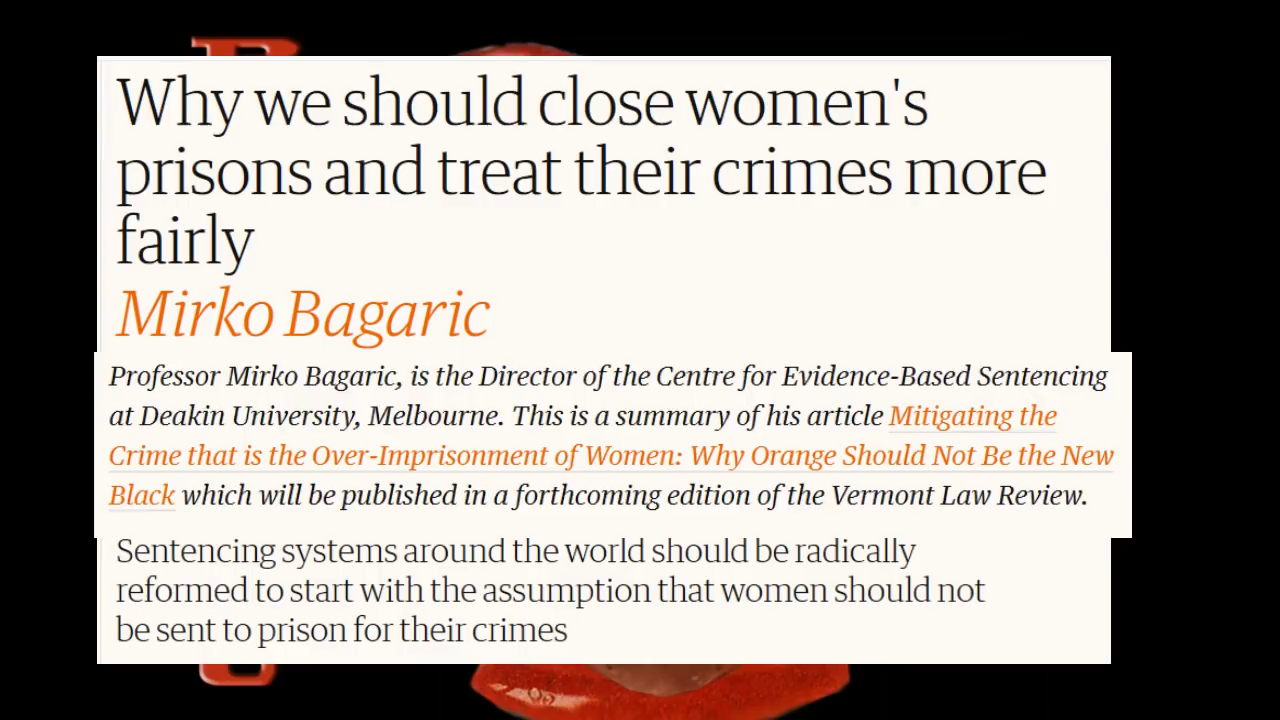 Why we should close women's
prisons and treat their crimes more
fairly
Mirko Bagaric
Professor Mirko Bagaric, is the Director of the Centre for Evidence-Based Sentencing
at Deakin University, Melbourne. This is a summary of his article Mitigating the
Crime that is the Over-Imprisonment of Women: Why Orange Should Not Be the New
Black which will be published in a forthcoming edition of the Vermont Law Review.
Sentencing systems around the world should be radically
reformed to start with the assumption that women should not
be sent to prison for their crimes